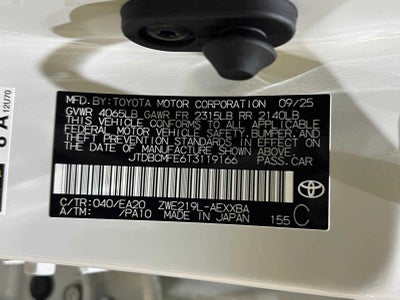 MFD.BY:TOYOTA MOTOR CORPORATION 09/25
GVWR 4065LB GAWR FR 2315LB RR 2140LB
THIS VEHICLE CONFORMS TO ALL APPLICABLE
FEDERAL MOTOR VEHICLE SAFETY, BUMPER, AND
THEFT PREVENTION STANDARDS IN EFFECT ON
THE DATE OF MANUFACTURE SHOWN ABOVE.
JTDBCMFE6T3119166 PASS.CAR
C/TR:040/EA20 ZWE219L-AEXXBA
A/TM: /PA10 MADE IN JAPAN 155 C
TOYOTA
12U70